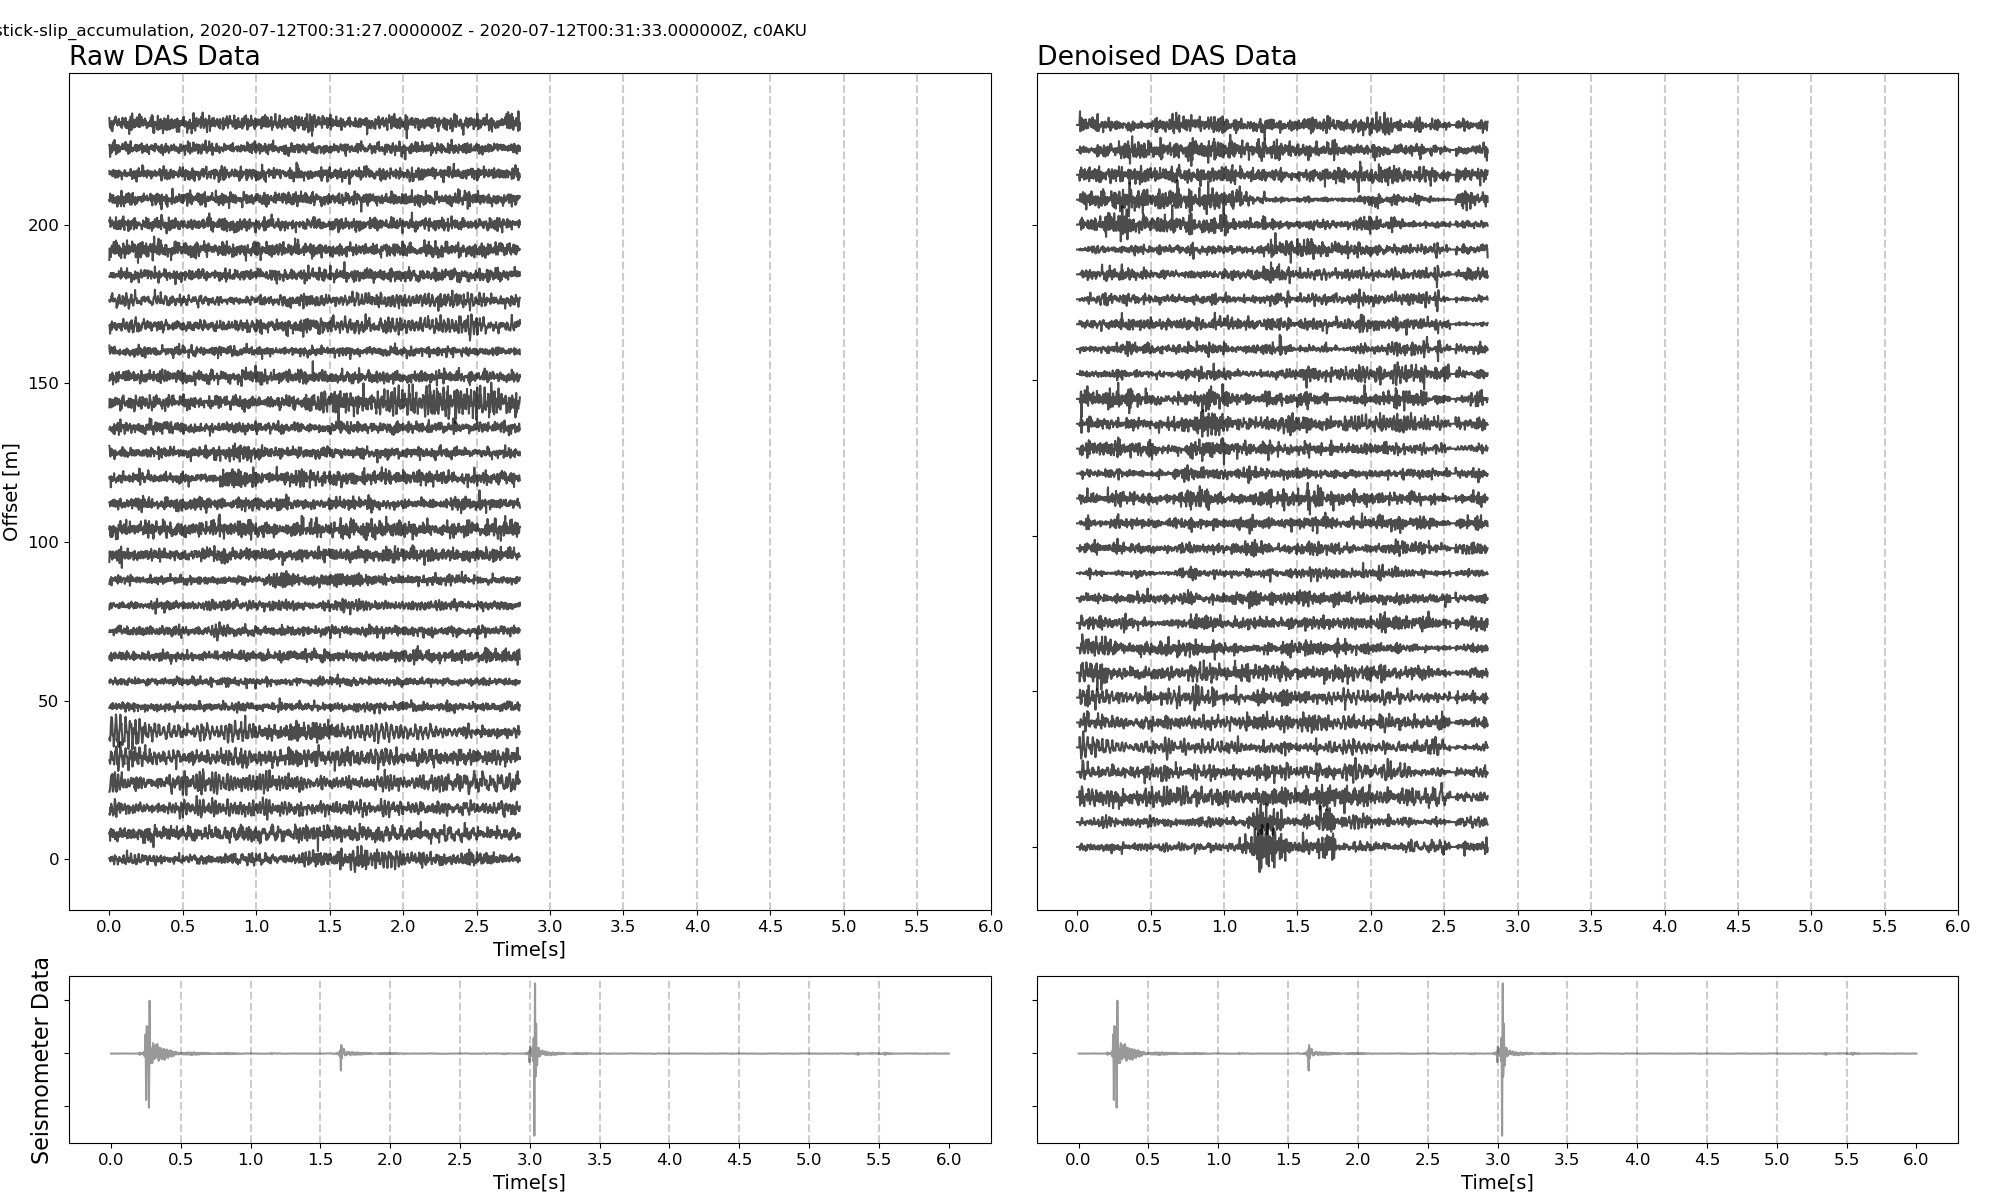 stick-slip_accumulation, 2020-07-12T00:31:27.000000Z - 2020-07-12T00:31:33.000000Z, c0AKU
Raw DAS Data
Denoised DAS Data
Offset [m]
200
150
100
50
0
0.0 0.5 1.0 1.5 2.0 2.5 3.0 3.5 4.0 4.5 5.0 5.5 6.0
Time[s]
0.0 0.5 1.0 1.5 2.0 2.5 3.0 3.5 4.0 4.5 5.0 5.5 6.0
Seismometer Data
0.0 0.5 1.0 1.5 2.0 2.5 3.0 3.5 4.0 4.5 5.0 5.5 6.0
Time[s]
0.0 0.5 1.0 1.5 2.0 2.5 3.0 3.5 4.0 4.5 5.0 5.5 6.0
Time[s]